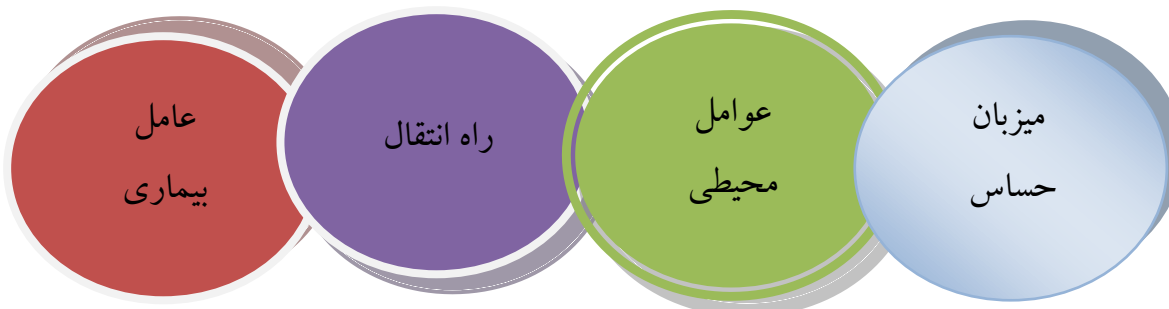 میزبان
حساس
عوامل
محیطی
راه انتقال
عامل
بیماری